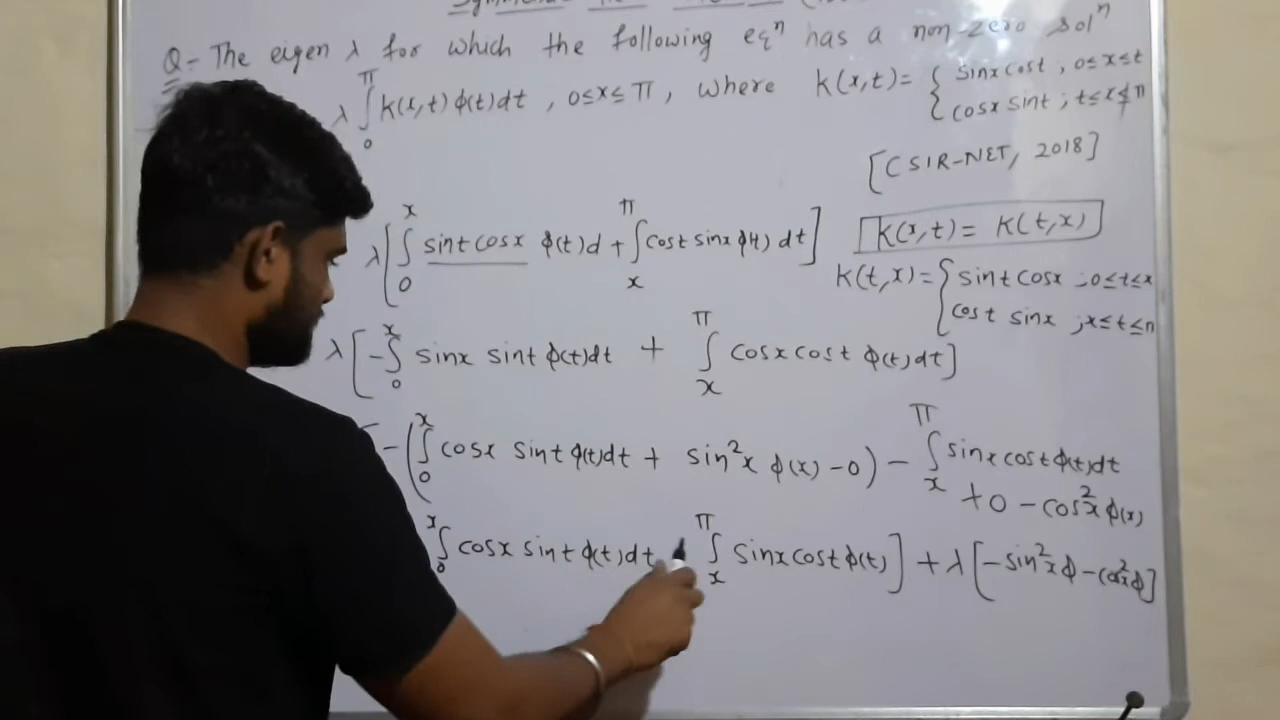 Q- The eigen λ for which the following eqⁿ has a non-zero solⁿ
λ ∫₀^π K(x,t) φ(t)dt , 0≤x≤π, where K(x,t)= { sinx cost , 0≤x≤t
cosx sint ; t≤x≤π
[CSIR-NET, 2018]
λ[ ∫₀^x sint cosx φ(t)d + ∫ₓ^π cost sinx φ(t) dt ]
K(x,t) = K(t,x)
K(t,x) = { sint cosx ; 0≤t≤x
cost sinx ; x≤t≤π
λ[ -∫₀^x sinx sint φ(t)dt + ∫ₓ^π cosx cost φ(t)dt ]
-( ∫₀^x cosx sint φ(t)dt + sin²x φ(x) -0 ) - ∫ₓ^π sinx cost φ(t)dt
+0 - cos²x φ(x)
∫₀^x cosx sint φ(t)dt ∫ₓ^π sinx cost φ(t) ] + λ[ -sin²x φ - cos²x φ ]